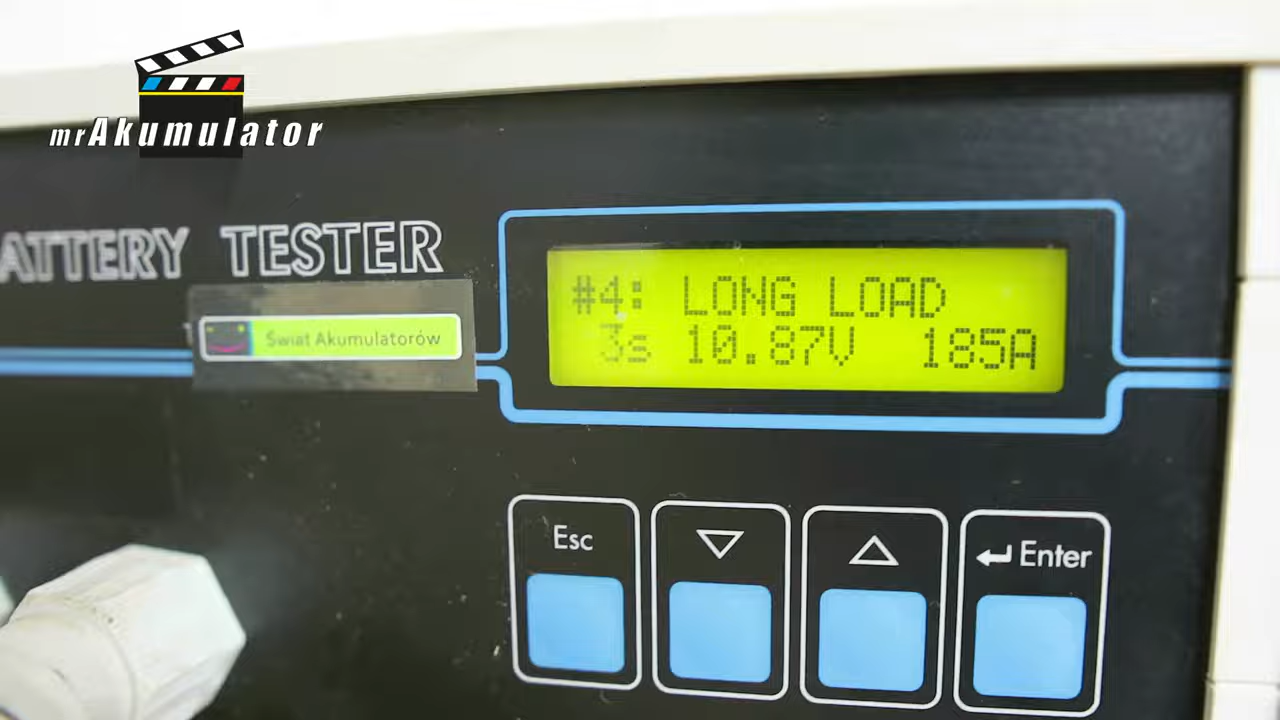 mrAkumulator
ATTERY TESTER
Świat Akumulatorów
#4: LONG LOAD
3s 10.87V 185A
Esc
Enter